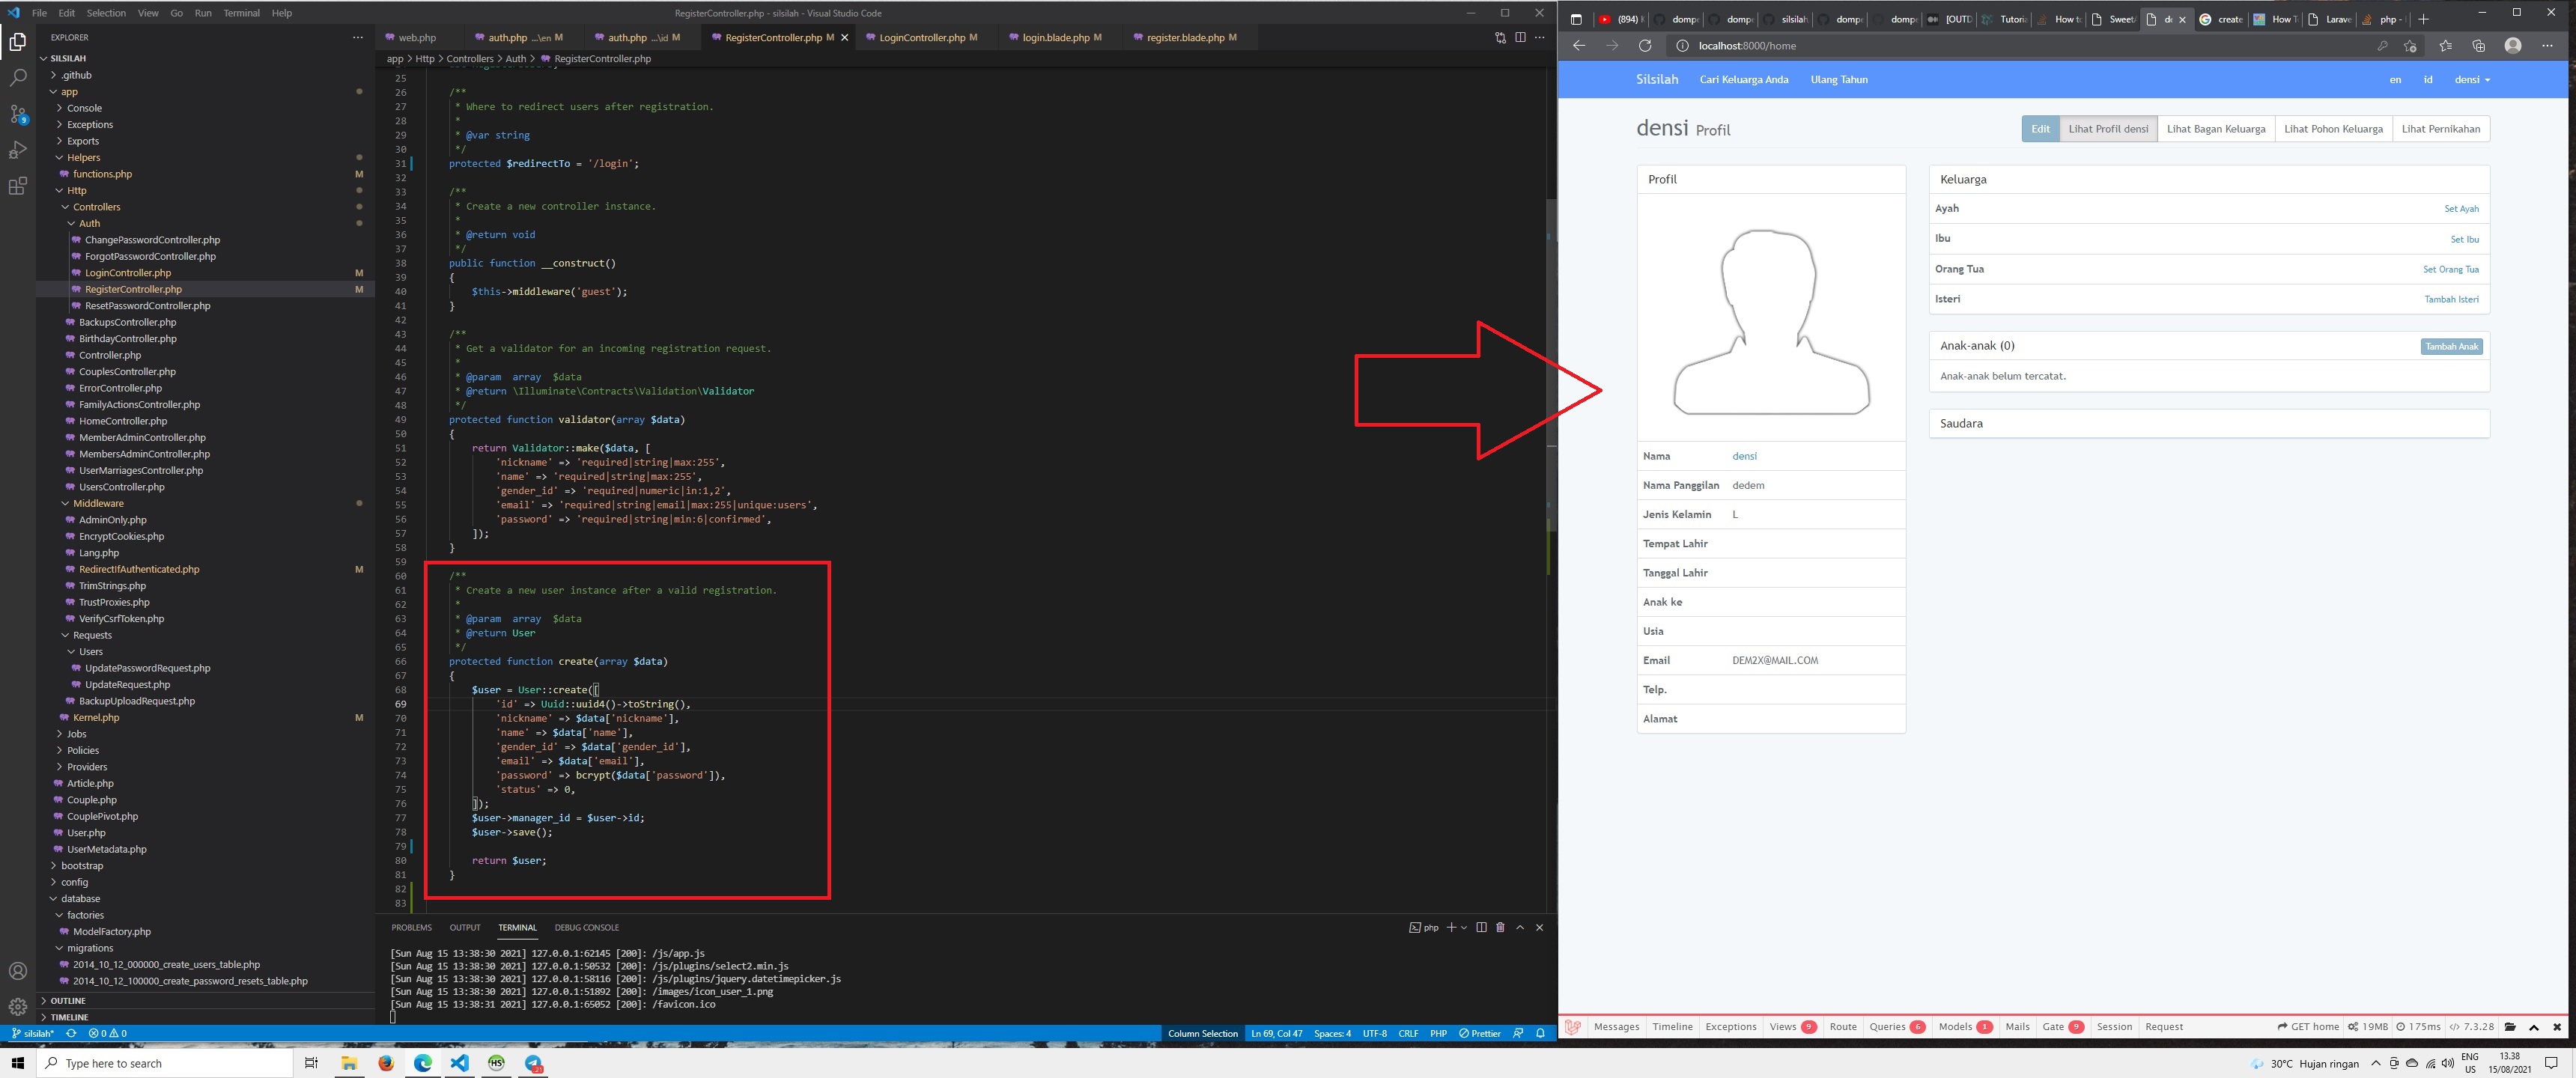 File Edit Selection View Go Run Terminal Help
RegisterController.php - silsilah - Visual Studio Code
EXPLORER
SILSILAH
.github
app
Console
Exceptions
Exports
Helpers
functions.php M
Http
Controllers
Auth
ChangePasswordController.php
ForgotPasswordController.php
LoginController.php M
RegisterController.php M
ResetPasswordController.php
BackupsController.php
BirthdayController.php
Controller.php
CouplesController.php
ErrorController.php
FamilyActionsController.php
HomeController.php
MemberAdminController.php
MembersAdminController.php
UserMarriagesController.php
UsersController.php
Middleware
AdminOnly.php
EncryptCookies.php
Lang.php
RedirectIfAuthenticated.php M
TrimStrings.php
TrustProxies.php
VerifyCsrfToken.php
Requests
Users
UpdatePasswordRequest.php
UpdateRequest.php
BackupUploadRequest.php
Kernel.php M
Jobs
Policies
Providers
Article.php
Couple.php
CouplePivot.php
User.php
UserMetadata.php
bootstrap
config
database
factories
ModelFactory.php
migrations
2014_10_12_000000_create_users_table.php
2014_10_12_100000_create_password_resets_table.php
OUTLINE
TIMELINE
web.php auth.php ...\en M auth.php ...\id M RegisterController.php M LoginController.php M login.blade.php M register.blade.php M
app > Http > Controllers > Auth > RegisterController.php
25
26 /**
27 * Where to redirect users after registration.
28 *
29 * @var string
30 */
31 protected $redirectTo = '/login';
32
33 /**
34 * Create a new controller instance.
35 *
36 * @return void
37 */
38 public function __construct()
39 {
40 $this->middleware('guest');
41 }
42
43 /**
44 * Get a validator for an incoming registration request.
45 *
46 * @param  array  $data
47 * @return \Illuminate\Contracts\Validation\Validator
48 */
49 protected function validator(array $data)
50 {
51 return Validator::make($data, [
52 'nickname' => 'required|string|max:255',
53 'name' => 'required|string|max:255',
54 'gender_id' => 'required|numeric|in:1,2',
55 'email' => 'required|string|email|max:255|unique:users',
56 'password' => 'required|string|min:6|confirmed',
57 ]);
58 }
59
60 /**
61 * Create a new user instance after a valid registration.
62 *
63 * @param  array  $data
64 * @return User
65 */
66 protected function create(array $data)
67 {
68 $user = User::create([
69 'id' => Uuid::uuid4()->toString(),
70 'nickname' => $data['nickname'],
71 'name' => $data['name'],
72 'gender_id' => $data['gender_id'],
73 'email' => $data['email'],
74 'password' => bcrypt($data['password']),
75 'status' => 0,
76 ]);
77 $user->manager_id = $user->id;
78 $user->save();
79
80 return $user;
81 }
82
83
PROBLEMS OUTPUT TERMINAL DEBUG CONSOLE
php
[Sun Aug 15 13:38:30 2021] 127.0.0.1:62145 [200]: /js/app.js
[Sun Aug 15 13:38:30 2021] 127.0.0.1:50532 [200]: /js/plugins/select2.min.js
[Sun Aug 15 13:38:30 2021] 127.0.0.1:58116 [200]: /js/plugins/jquery.datetimepicker.js
[Sun Aug 15 13:38:30 2021] 127.0.0.1:51892 [200]: /images/icon_user_1.png
[Sun Aug 15 13:38:31 2021] 127.0.0.1:65052 [200]: /favicon.ico
silsilah* 0 0 Column Selection Ln 69, Col 47 Spaces: 4 UTF-8 CRLF PHP Prettier
(894) domp domp silsilah domp domp [OUTD Tutoria How to SweetA de create How T Larave php -
localhost:8000/home
Silsilah Cari Keluarga Anda Ulang Tahun en id densi
densi Profil
Edit Lihat Profil densi Lihat Bagan Keluarga Lihat Pohon Keluarga Lihat Pernikahan
Profil
Nama densi
Nama Panggilan dedem
Jenis Kelamin L
Tempat Lahir
Tanggal Lahir
Anak ke
Usia
Email DEM2X@MAIL.COM
Telp.
Alamat
Keluarga
Ayah Set Ayah
Ibu Set Ibu
Orang Tua Set Orang Tua
Isteri Tambah Isteri
Anak-anak (0) Tambah Anak
Anak-anak belum tercatat.
Saudara
Messages Timeline Exceptions Views 9 Route Queries 6 Models 1 Mails Gate 9 Session Request GET home 19MB 175ms 7.3.28
Type here to search
30°C Hujan ringan ENG US 13.38 15/08/2021